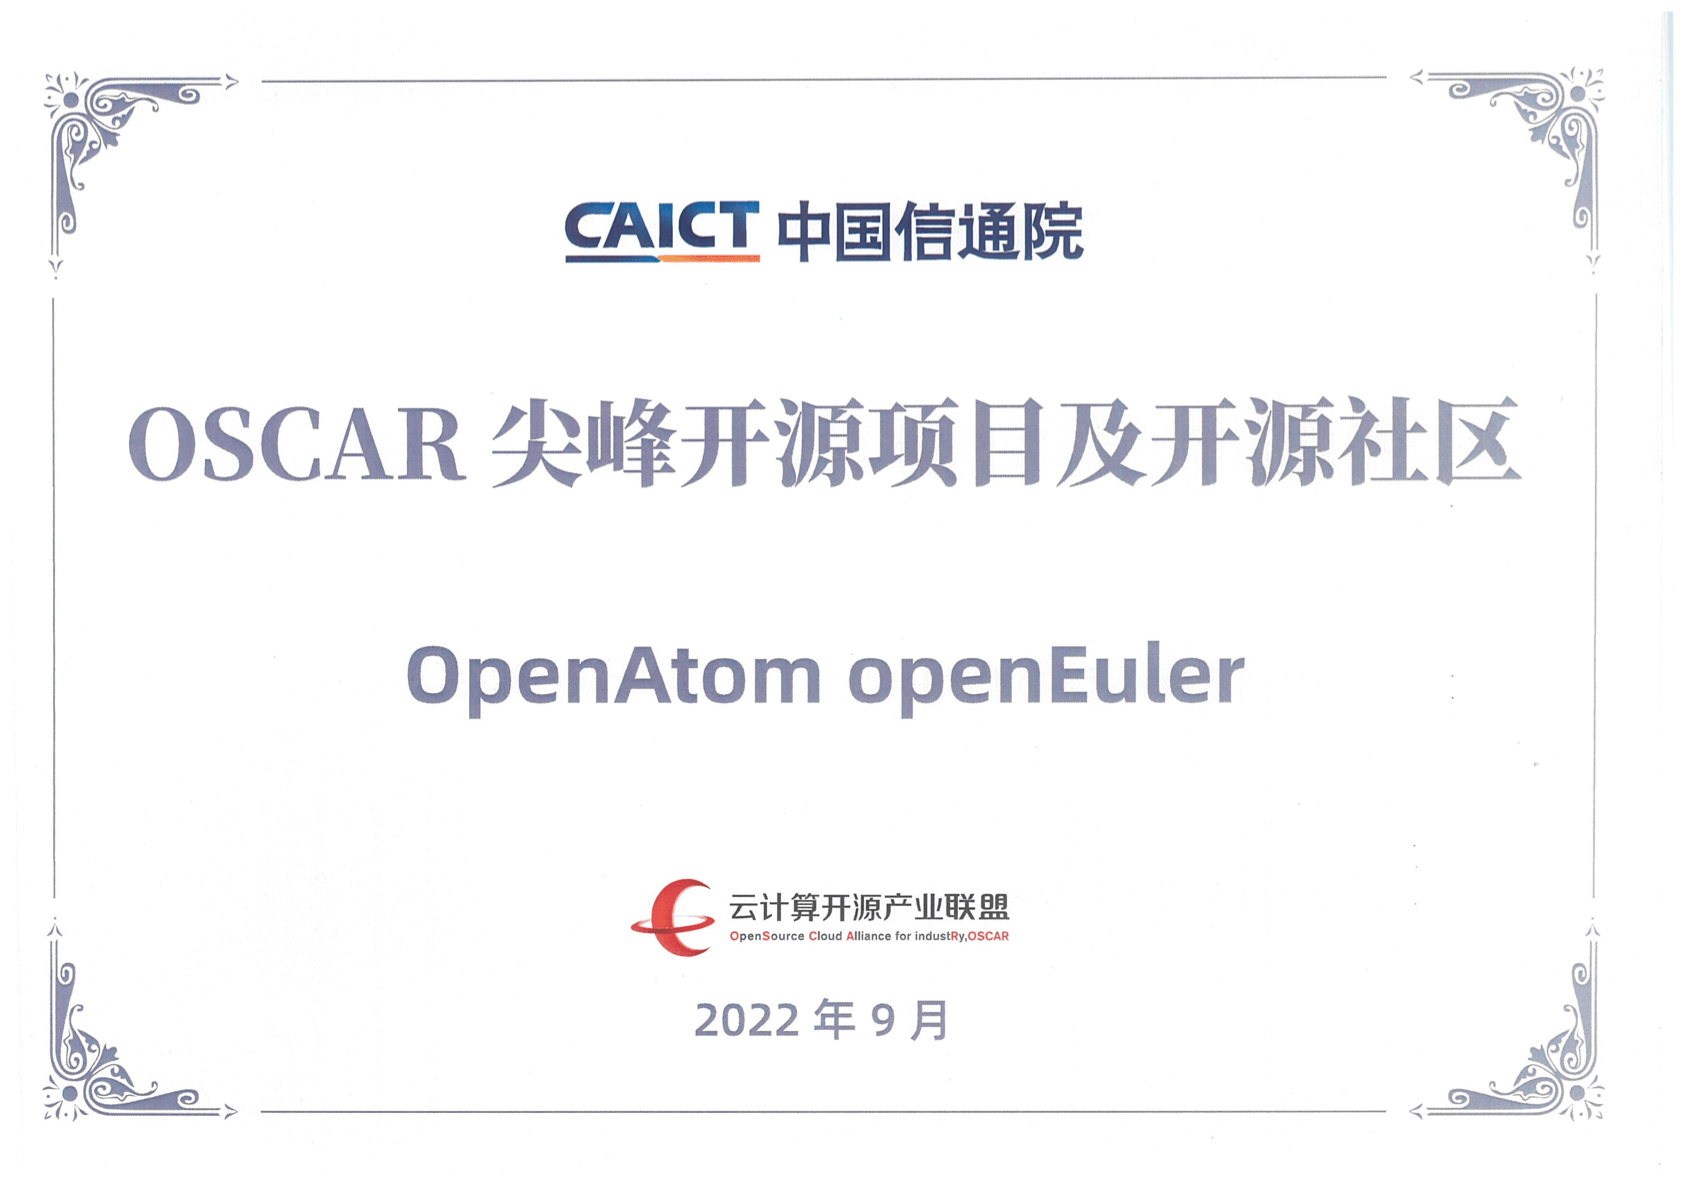 CAICT 中国信通院
OSCAR 尖峰开源项目及开源社区
OpenAtom openEuler
云计算开源产业联盟
OpenSource Cloud Alliance for industRy,OSCAR
2022 年 9 月